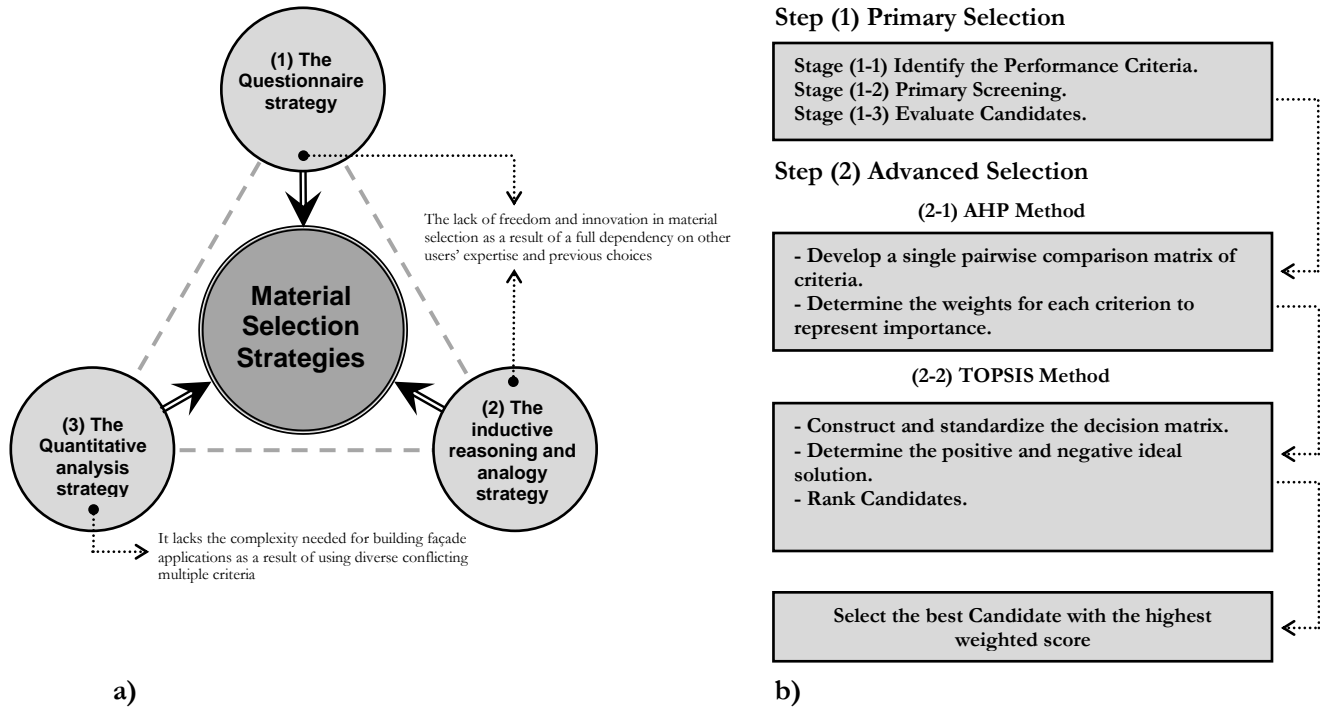 (1) The
Questionnaire
strategy
The lack of freedom and innovation in material
selection as a result of a full dependency on other
users’ expertise and previous choices
Material
Selection
Strategies
(3) The
Quantitative
analysis
strategy
(2) The
inductive
reasoning and
analogy
strategy
It lacks the complexity needed for building façade
applications as a result of using diverse conflicting
multiple criteria
a)
Step (1) Primary Selection
Stage (1-1) Identify the Performance Criteria.
Stage (1-2) Primary Screening.
Stage (1-3) Evaluate Candidates.
Step (2) Advanced Selection
(2-1) AHP Method
- Develop a single pairwise comparison matrix of
criteria.
- Determine the weights for each criterion to
represent importance.
(2-2) TOPSIS Method
- Construct and standardize the decision matrix.
- Determine the positive and negative ideal
solution.
- Rank Candidates.
Select the best Candidate with the highest
weighted score
b)